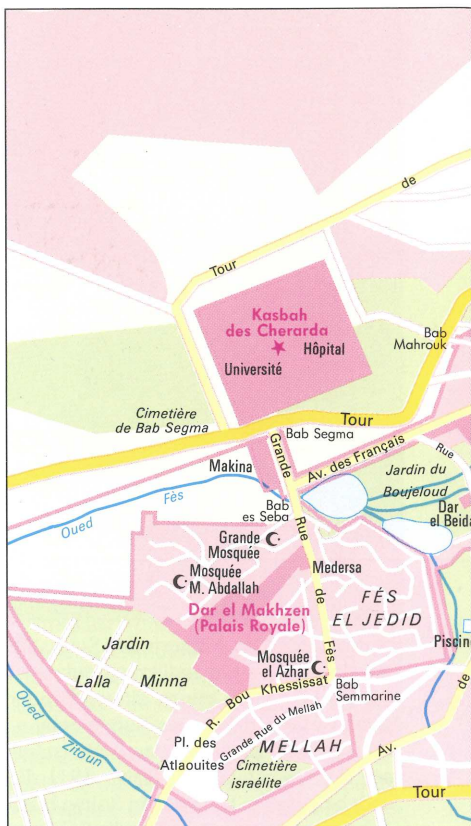 de
Tour
Kasbah
des Cherarda
Hôpital
Université
Bab
Mahrouk
Cimetière
de Bab Segma
Tour
Bab Segma
Grande Rue de Fès
Av. des Français
Rue
Makina
Jardin du
Boujeloud
Oued Fès
Bab
es Seba
Dar
el Beida
Grande
Mosquée
Medersa
Mosquée
M. Abdallah
FÉS
EL JEDID
Dar el Makhzen
(Palais Royale)
Jardin
Lalla Minna
Piscin
Mosquée
el Azhar
R. Bou Khessissat
Bab
Semmarine
de
Oued Zitoun
Grande Rue du Mellah
Pl. des
Atlaouites
MELLAH
Av.
Cimetière
israélite
Tour